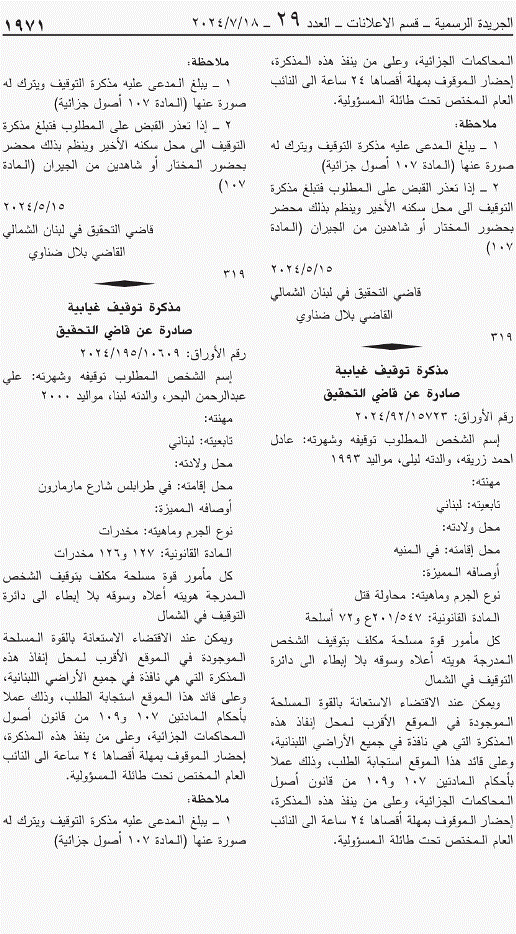 الجريدة الرسمية ــ قسم الاعلانات ــ العدد ٢٩ ــ ٢٠٢٤/٧/١٨
١٩٧١
المحاكمات الجزائية، وعلى من ينفذ هذه المذكرة،
إحضار الموقوف بمهلة أقصاها ٢٤ ساعة الى النائب
العام المختص تحت طائلة المسؤولية.
ملاحظة:
١ ــ يبلغ المدعى عليه مذكرة التوقيف ويترك له
صورة عنها (المادة ١٠٧ أصول جزائية)
٢ ــ إذا تعذر القبض على المطلوب فتبلغ مذكرة
التوقيف الى محل سكنه الأخير وينظم بذلك محضر
بحضور المختار أو شاهدين من الجيران (المادة
١٠٧)
٢٠٢٤/٥/١٥
قاضي التحقيق في لبنان الشمالي
القاضي بلال ضناوي
٣١٩
مذكرة توقيف غيابية
صادرة عن قاضي التحقيق
رقم الأوراق: ٢٠٢٤/٩٢/١٥٧٢٣
إسم الشخص المطلوب توقيفه وشهرته: عادل
احمد زريقه، والدته ليلى، مواليد ١٩٩٣
مهنته:
تابعيته: لبناني
محل ولادته:
محل إقامته: في المنيه
أوصافه المميزة:
نوع الجرم وماهيته: محاولة قتل
المادة القانونية: ٢٠١/٥٤٧ع و٧٢ أسلحة
كل مأمور قوة مسلحة مكلف بتوقيف الشخص
المدرجة هويته أعلاه وسوقه بلا إبطاء الى دائرة
التوقيف في الشمال
ويمكن عند الاقتضاء الاستعانة بالقوة المسلحة
الموجودة في الموقع الأقرب لمحل إنفاذ هذه
المذكرة التي هي نافذة في جميع الأراضي اللبنانية،
وعلى قائد هذا الموقع استجابة الطلب، وذلك عملا
بأحكام المادتين ١٠٧ و١٠٩ من قانون أصول
المحاكمات الجزائية، وعلى من ينفذ هذه المذكرة،
إحضار الموقوف بمهلة أقصاها ٢٤ ساعة الى النائب
العام المختص تحت طائلة المسؤولية.
ملاحظة:
١ ــ يبلغ المدعى عليه مذكرة التوقيف ويترك له
صورة عنها (المادة ١٠٧ أصول جزائية)
٢ ــ إذا تعذر القبض على المطلوب فتبلغ مذكرة
التوقيف الى محل سكنه الأخير وينظم بذلك محضر
بحضور المختار أو شاهدين من الجيران (المادة
١٠٧)
٢٠٢٤/٥/١٥
قاضي التحقيق في لبنان الشمالي
القاضي بلال ضناوي
٣١٩
مذكرة توقيف غيابية
صادرة عن قاضي التحقيق
رقم الأوراق: ٢٠٢٤/١٩٥/١٠٦٠٩
إسم الشخص المطلوب توقيفه وشهرته: علي
عبدالرحمن البحر، والدته لبنا، مواليد ٢٠٠٠
مهنته:
تابعيته: لبناني
محل ولادته:
محل إقامته: في طرابلس شارع مارمارون
أوصافه المميزة:
نوع الجرم وماهيته: مخدرات
المادة القانونية: ١٢٧ و١٢٦ مخدرات
كل مأمور قوة مسلحة مكلف بتوقيف الشخص
المدرجة هويته أعلاه وسوقه بلا إبطاء الى دائرة
التوقيف في الشمال
ويمكن عند الاقتضاء الاستعانة بالقوة المسلحة
الموجودة في الموقع الأقرب لمحل إنفاذ هذه
المذكرة التي هي نافذة في جميع الأراضي اللبنانية،
وعلى قائد هذا الموقع استجابة الطلب، وذلك عملا
بأحكام المادتين ١٠٧ و١٠٩ من قانون أصول
المحاكمات الجزائية، وعلى من ينفذ هذه المذكرة،
إحضار الموقوف بمهلة أقصاها ٢٤ ساعة الى النائب
العام المختص تحت طائلة المسؤولية.
ملاحظة:
١ ــ يبلغ المدعى عليه مذكرة التوقيف ويترك له
صورة عنها (المادة ١٠٧ أصول جزائية)